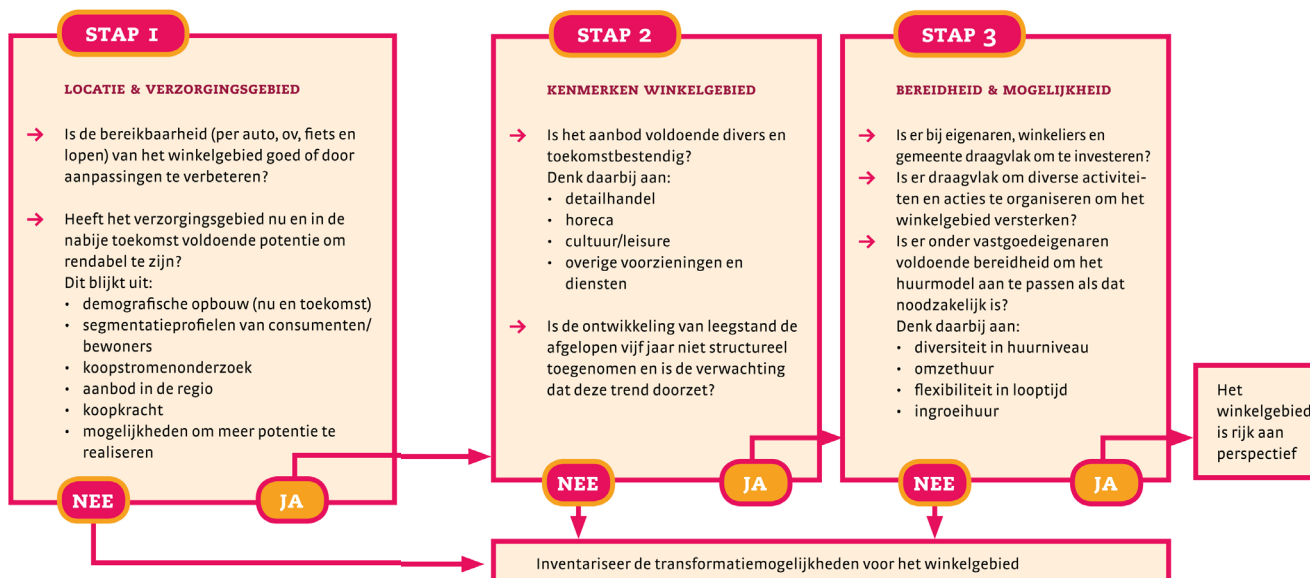 STAP 1
LOCATIE & VERZORGINGSGEBIED
→ Is de bereikbaarheid (per auto, ov, fiets en
lopen) van het winkelgebied goed of door
aanpassingen te verbeteren?
→ Heeft het verzorgingsgebied nu en in de
nabije toekomst voldoende potentie om
rendabel te zijn?
Dit blijkt uit:
• demografische opbouw (nu en toekomst)
• segmentatieprofielen van consumenten/
bewoners
• koopstromenonderzoek
• aanbod in de regio
• koopkracht
• mogelijkheden om meer potentie te
realiseren
NEE
JA
STAP 2
KENMERKEN WINKELGEBIED
→ Is het aanbod voldoende divers en
toekomstbestendig?
Denk daarbij aan:
• detailhandel
• horeca
• cultuur/leisure
• overige voorzieningen en
diensten
→ Is de ontwikkeling van leegstand de
afgelopen vijf jaar niet structureel
toegenomen en is de verwachting
dat deze trend doorzet?
NEE
JA
STAP 3
BEREIDHEID & MOGELIJKHEID
→ Is er bij eigenaren, winkeliers en
gemeente draagvlak om te investeren?
→ Is er draagvlak om diverse activitei-
ten en acties te organiseren om het
winkelgebied versterken?
→ Is er onder vastgoedeigenaren
voldoende bereidheid om het
huurmodel aan te passen als dat
noodzakelijk is?
Denk daarbij aan:
• diversiteit in huurniveau
• omzethuur
• flexibiliteit in looptijd
• ingroeihuur
NEE
JA
Het
winkelgebied
is rijk aan
perspectief
Inventariseer de transformatiemogelijkheden voor het winkelgebied